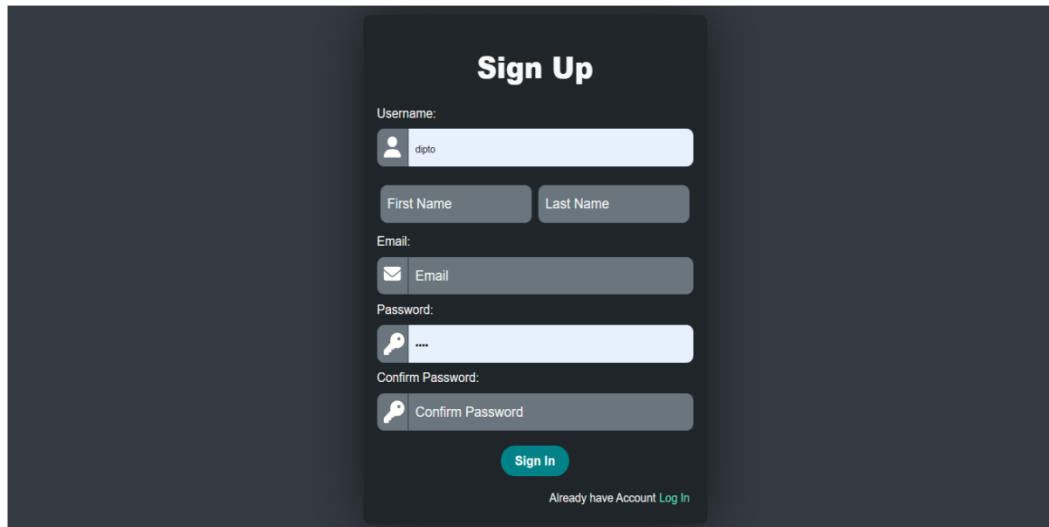 Sign Up
Username:
dipto
First Name Last Name
Email:
Email
Password:
....
Confirm Password:
Confirm Password
Sign In
Already have Account Log In